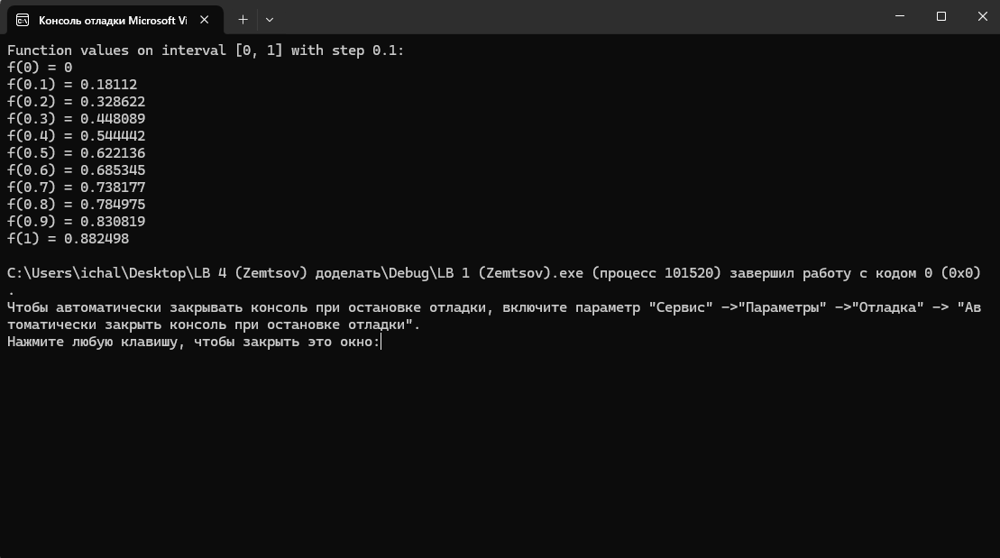 Консоль отладки Microsoft Vi
Function values on interval [0, 1] with step 0.1:
f(0) = 0
f(0.1) = 0.18112
f(0.2) = 0.328622
f(0.3) = 0.448089
f(0.4) = 0.544442
f(0.5) = 0.622136
f(0.6) = 0.685345
f(0.7) = 0.738177
f(0.8) = 0.784975
f(0.9) = 0.830819
f(1) = 0.882498
C:\Users\ichal\Desktop\LB 4 (Zemtsov) доделать\Debug\LB 1 (Zemtsov).exe (процесс 101520) завершил работу с кодом 0 (0x0)
.
Чтобы автоматически закрывать консоль при остановке отладки, включите параметр "Сервис" ->"Параметры" ->"Отладка" -> "Ав
томатически закрыть консоль при остановке отладки".
Нажмите любую клавишу, чтобы закрыть это окно: